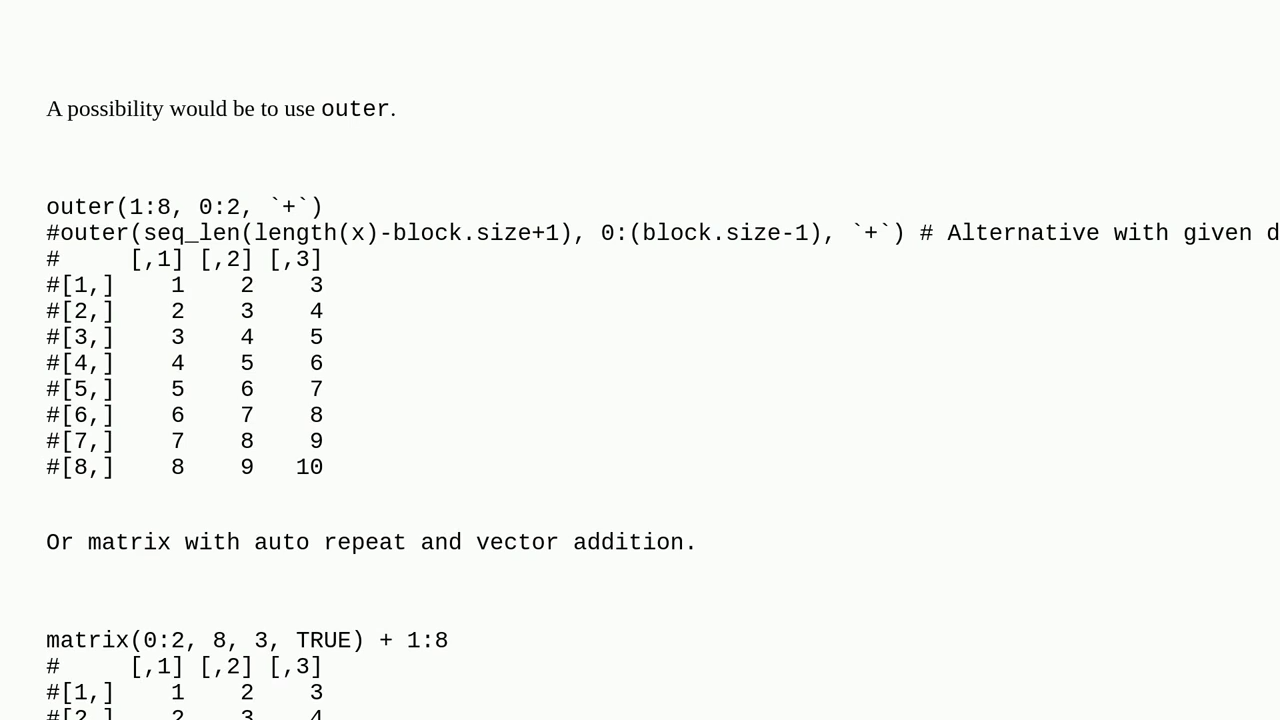 A possibility would be to use outer.
outer(1:8, 0:2, `+`)
#outer(seq_len(length(x)-block.size+1), 0:(block.size-1), `+`) # Alternative with given
#     [,1] [,2] [,3]
#[1,]    1    2    3
#[2,]    2    3    4
#[3,]    3    4    5
#[4,]    4    5    6
#[5,]    5    6    7
#[6,]    6    7    8
#[7,]    7    8    9
#[8,]    8    9   10
Or matrix with auto repeat and vector addition.
matrix(0:2, 8, 3, TRUE) + 1:8
#     [,1] [,2] [,3]
#[1,]    1    2    3
#[2,]    2    3    4